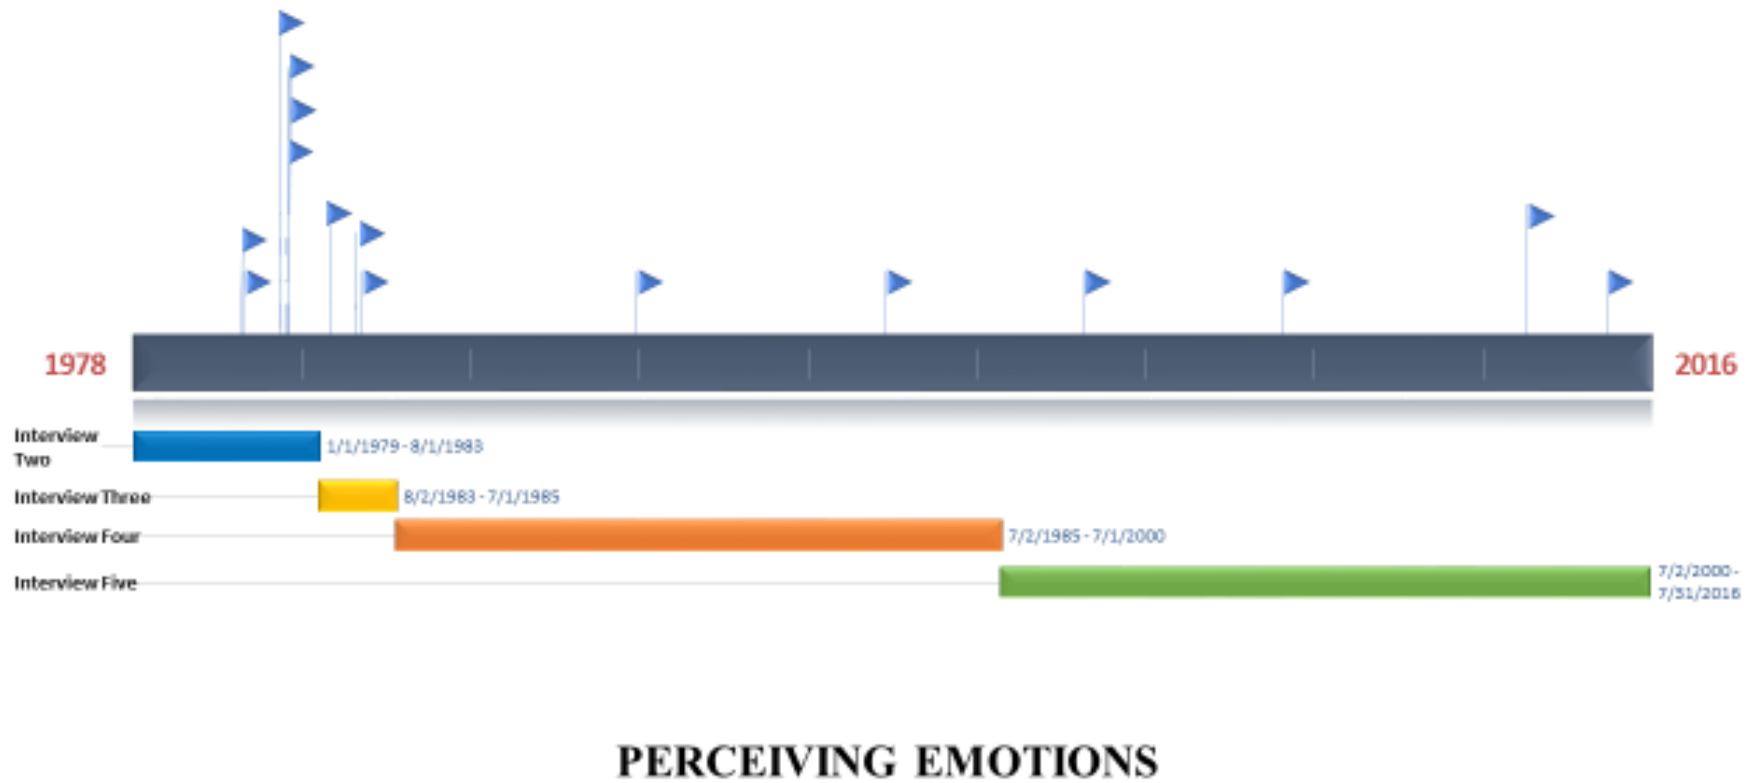 1978
2016
Interview
Two
1/1/1979 - 8/1/1983
Interview Three
8/2/1983 - 7/1/1985
Interview Four
7/2/1985 - 7/1/2000
Interview Five
7/2/2000 -
7/31/2016
PERCEIVING EMOTIONS